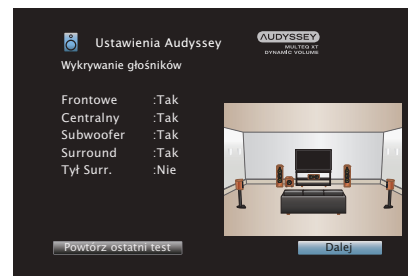 Ustawienia Audyssey
AUDYSSEY
MULTEQ XT
DYNAMIC VOLUME
Wykrywanie głośników
Frontowe :Tak
Centralny :Tak
Subwoofer :Tak
Surround :Tak
Tył Surr. :Nie
Powtórz ostatni test
Dalej